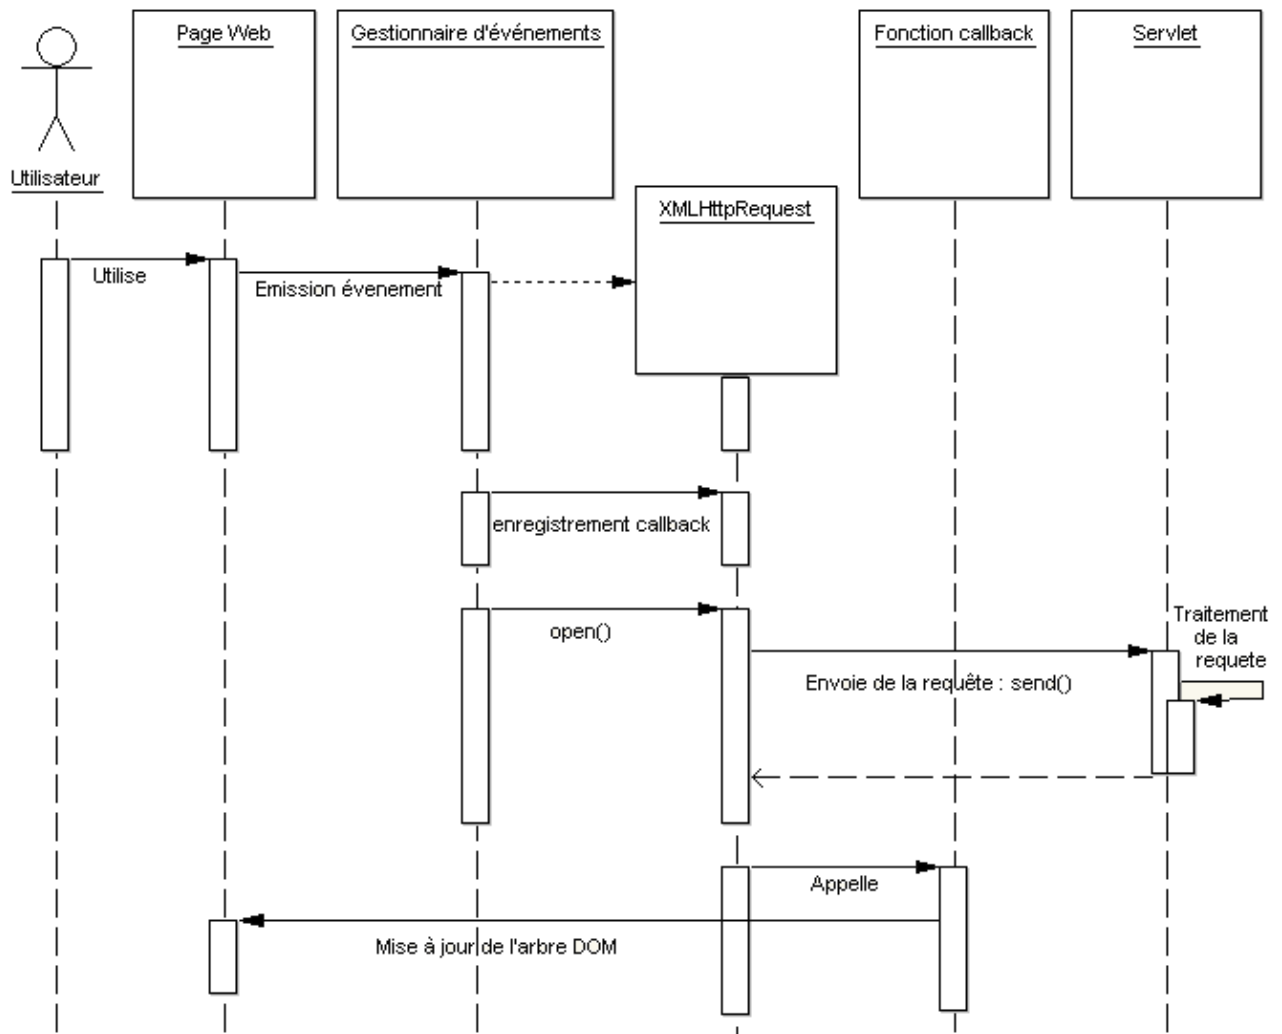 Page Web
Gestionnaire d'événements
Fonction callback
Servlet
Utilisateur
XMLHttpRequest
Utilise
Emission évenement
enregistrement callback
open()
Traitement
de la
requete
Envoie de la requête : send()
Appelle
Mise à jour de l'arbre DOM